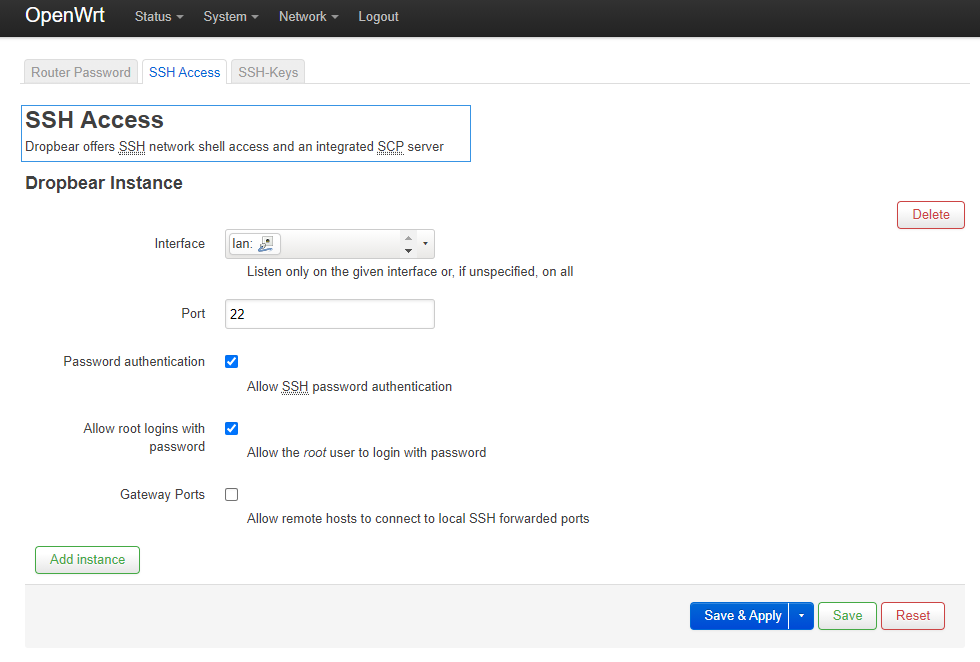 OpenWrt Status System Network Logout
Router Password SSH Access SSH-Keys
SSH Access
Dropbear offers SSH network shell access and an integrated SCP server
Dropbear Instance
Delete
Interface lan:
Listen only on the given interface or, if unspecified, on all
Port 22
Password authentication
Allow SSH password authentication
Allow root logins with
password
Allow the root user to login with password
Gateway Ports
Allow remote hosts to connect to local SSH forwarded ports
Add instance
Save & Apply Save Reset